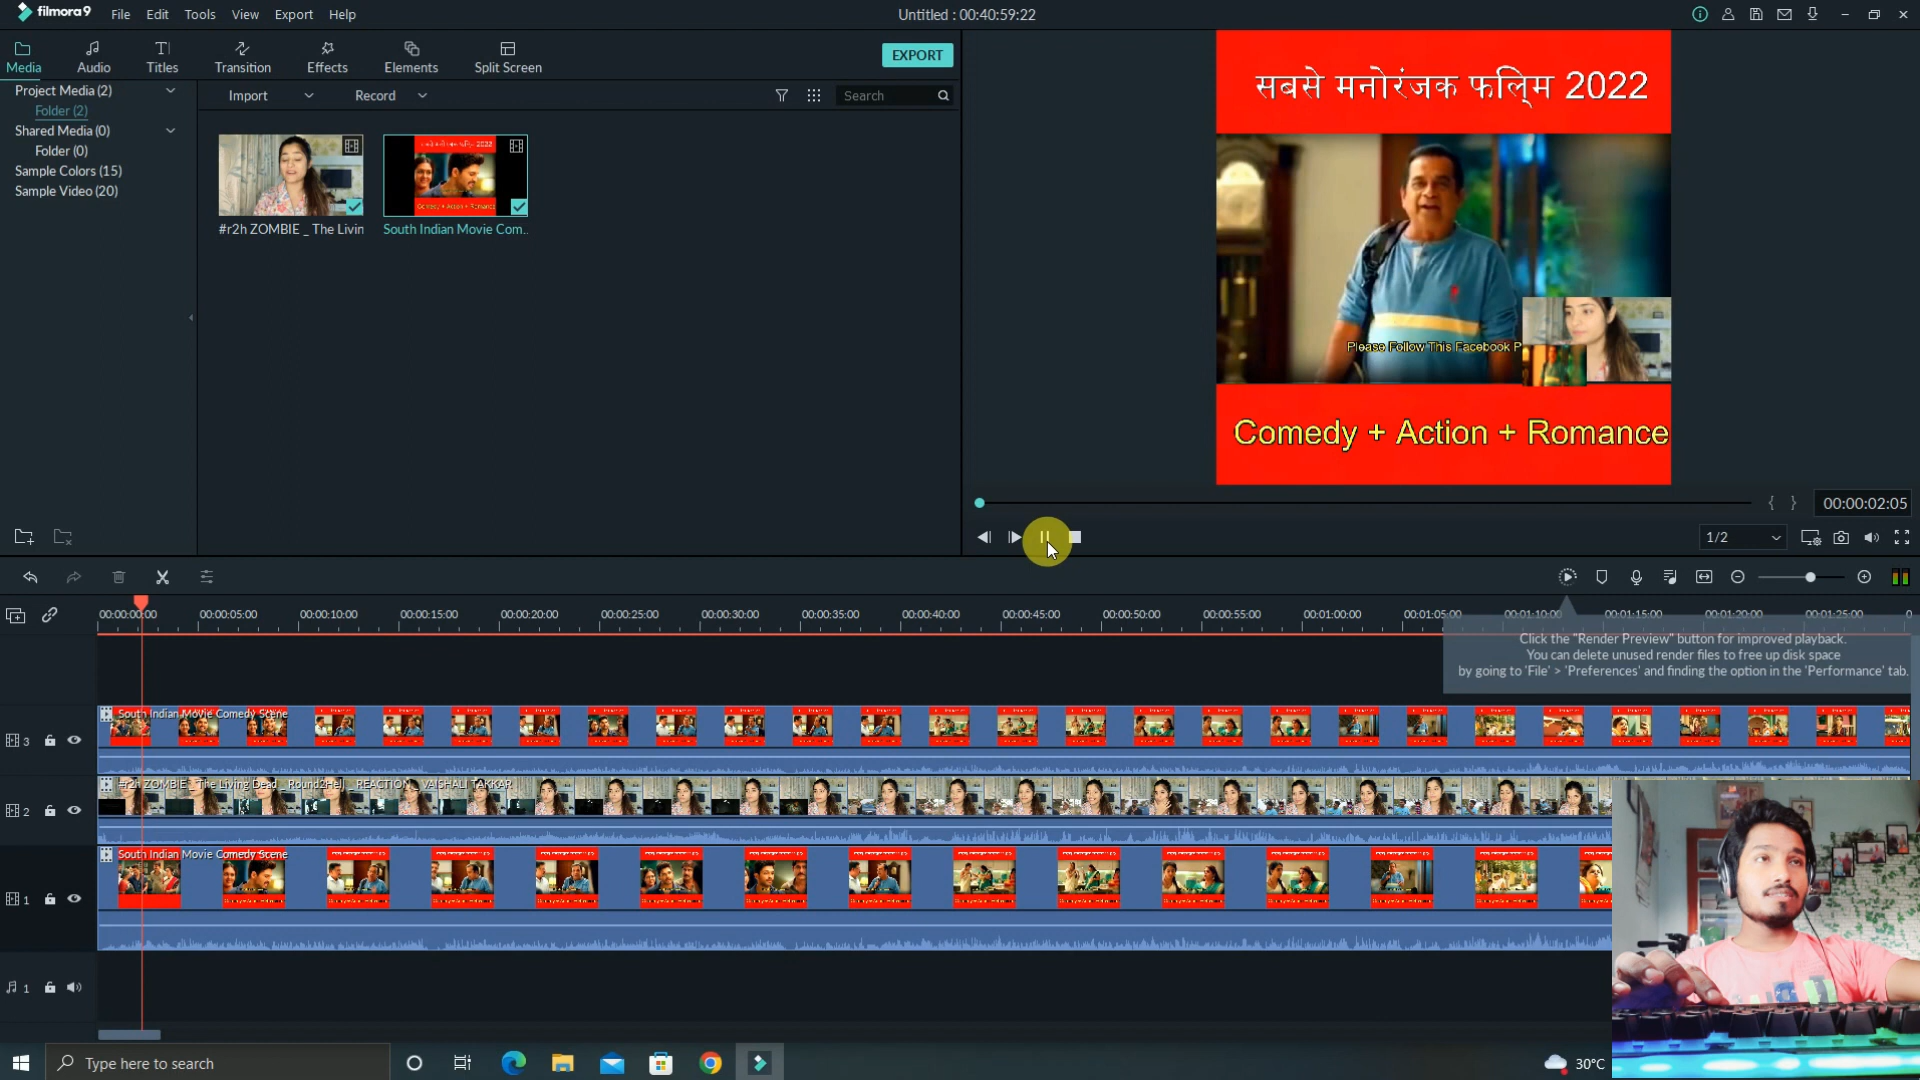 filmora9
File Edit Tools View Export Help
Untitled : 00:40:59:22
Media Audio Titles Transition Effects Elements Split Screen
EXPORT
Project Media (2)
Folder (2)
Shared Media (0)
Folder (0)
Sample Colors (15)
Sample Video (20)
Import Record Search
#r2h ZOMBIE _ The Livin
South Indian Movie Com..
सबसे मनोरंजक फिल्म 2022
Please Follow This Facebook P
Comedy + Action + Romance
{ } 00:00:02:05
1/2
00:00:00:00 00:00:05:00 00:00:10:00 00:00:15:00 00:00:20:00 00:00:25:00 00:00:30:00 00:00:35:00 00:00:40:00 00:00:45:00 00:00:50:00 00:00:55:00 00:01:00:00 00:01:05:00 00:01:10:00 00:01:15:00 00:01:20:00 00:01:25:00 0
Click the "Render Preview" button for improved playback.
You can delete unused render files to free up disk space
by going to 'File' > 'Preferences' and finding the option in the 'Performance' tab.
South Indian Movie Comedy Scene
3
#r2h ZOMBIE _ The Living Dead _ Round2Hell _ REACTION _ VAISHALI TAKKAR
2
South Indian Movie Comedy Scene
1
1
Type here to search
30°C